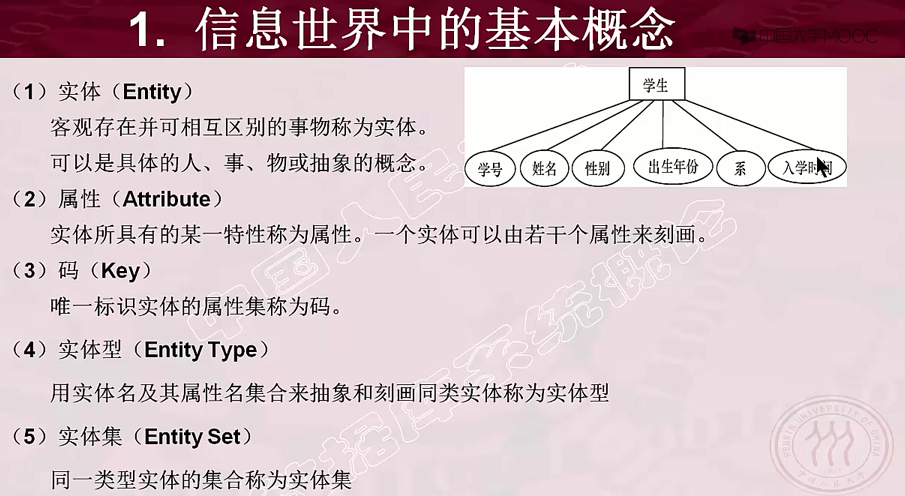 1. 信息世界中的基本概念
中国大学MOOC
（1）实体（Entity）
客观存在并可相互区别的事物称为实体。
可以是具体的人、事、物或抽象的概念。
学生
学号 姓名 性别 出生年份 系 入学时间
（2）属性（Attribute）
实体所具有的某一特性称为属性。一个实体可以由若干个属性来刻画。
（3）码（Key）
唯一标识实体的属性集称为码。
（4）实体型（Entity Type）
用实体名及其属性名集合来抽象和刻画同类实体称为实体型
（5）实体集（Entity Set）
同一类型实体的集合称为实体集
中国人民
数据库系统概论
RENMIN UNIVERSITY OF CHINA
1937
中国人民大学